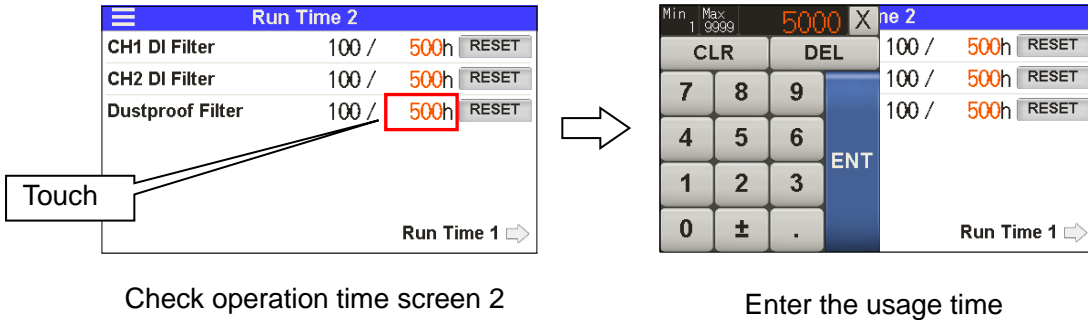 Run Time 2
CH1 DI Filter 100 / 500h RESET
CH2 DI Filter 100 / 500h RESET
Dustproof Filter 100 / 500h RESET
Touch
Run Time 1
Check operation time screen 2
Min 1 Max 9999 5000 X ne 2
CLR DEL 100 / 500h RESET
7 8 9 100 / 500h RESET
100 / 500h RESET
4 5 6
ENT
1 2 3
0 ± . Run Time 1
Enter the usage time